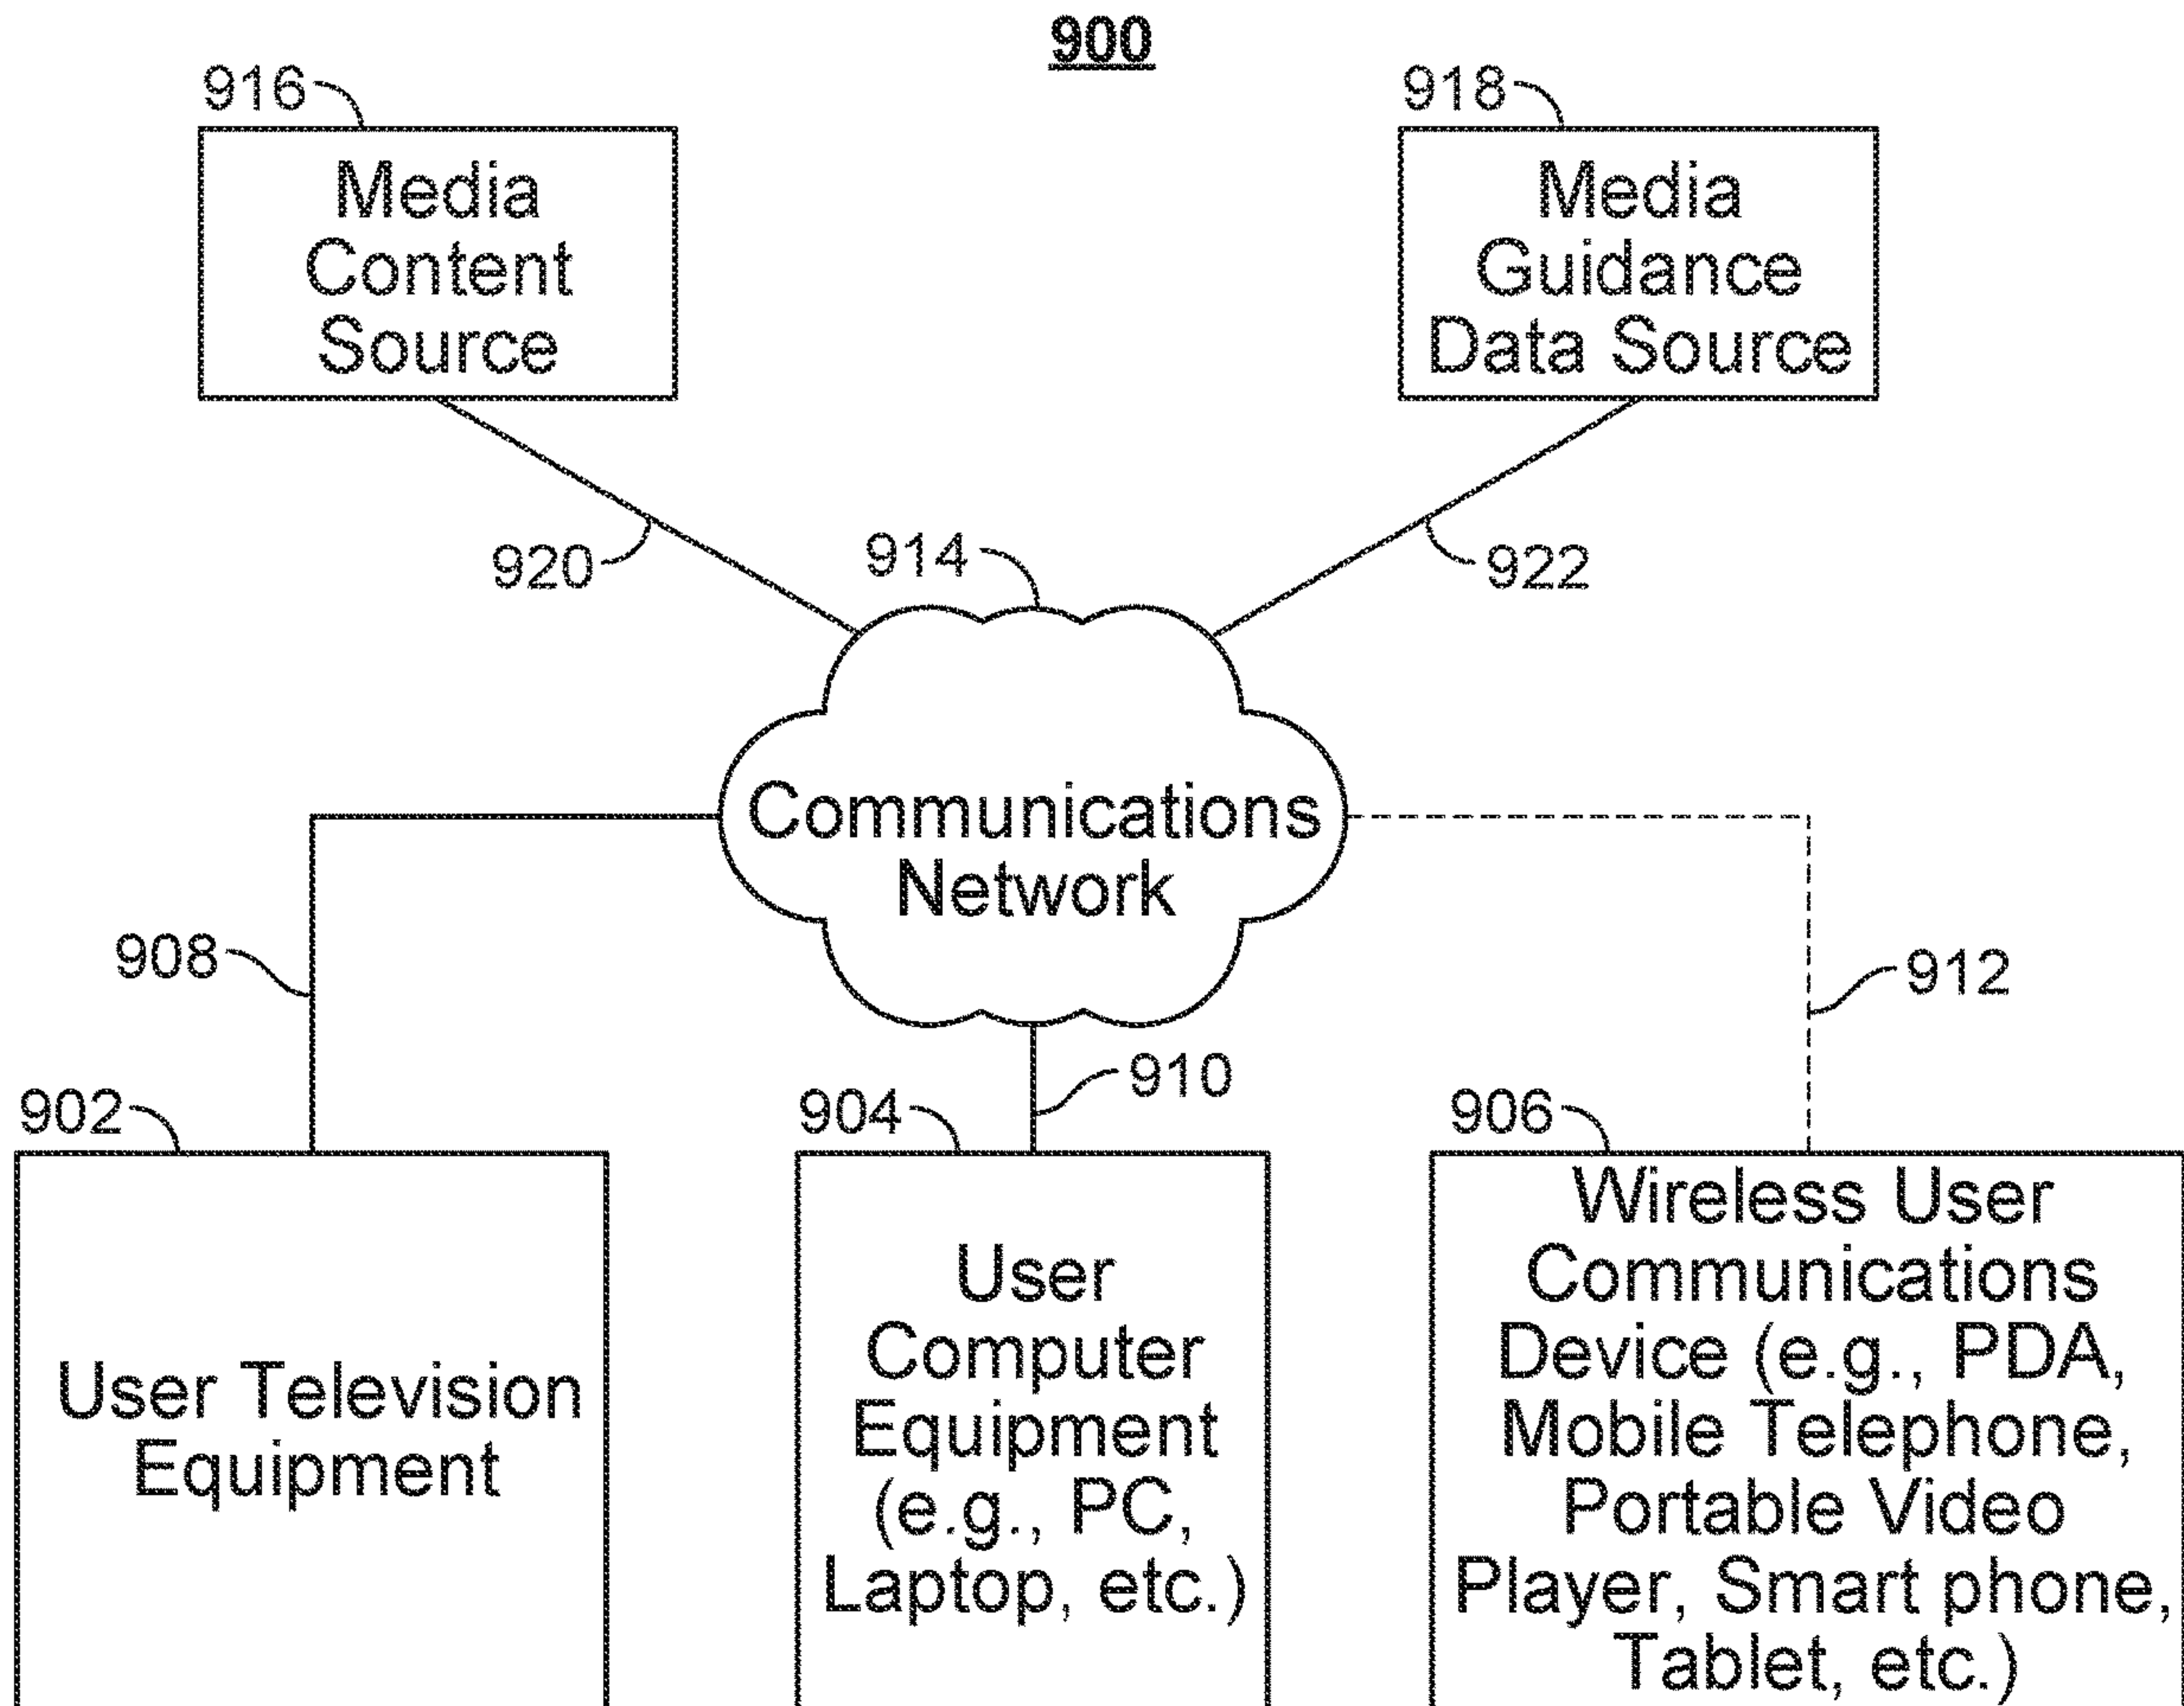 900
916
Media
Content
Source
918
Media
Guidance
Data Source
920
914
922
Communications
Network
908
912
910
902
User Television
Equipment
904
User
Computer
Equipment
(e.g., PC,
Laptop, etc.)
906
Wireless User
Communications
Device (e.g., PDA,
Mobile Telephone,
Portable Video
Player, Smart phone,
Tablet, etc.)